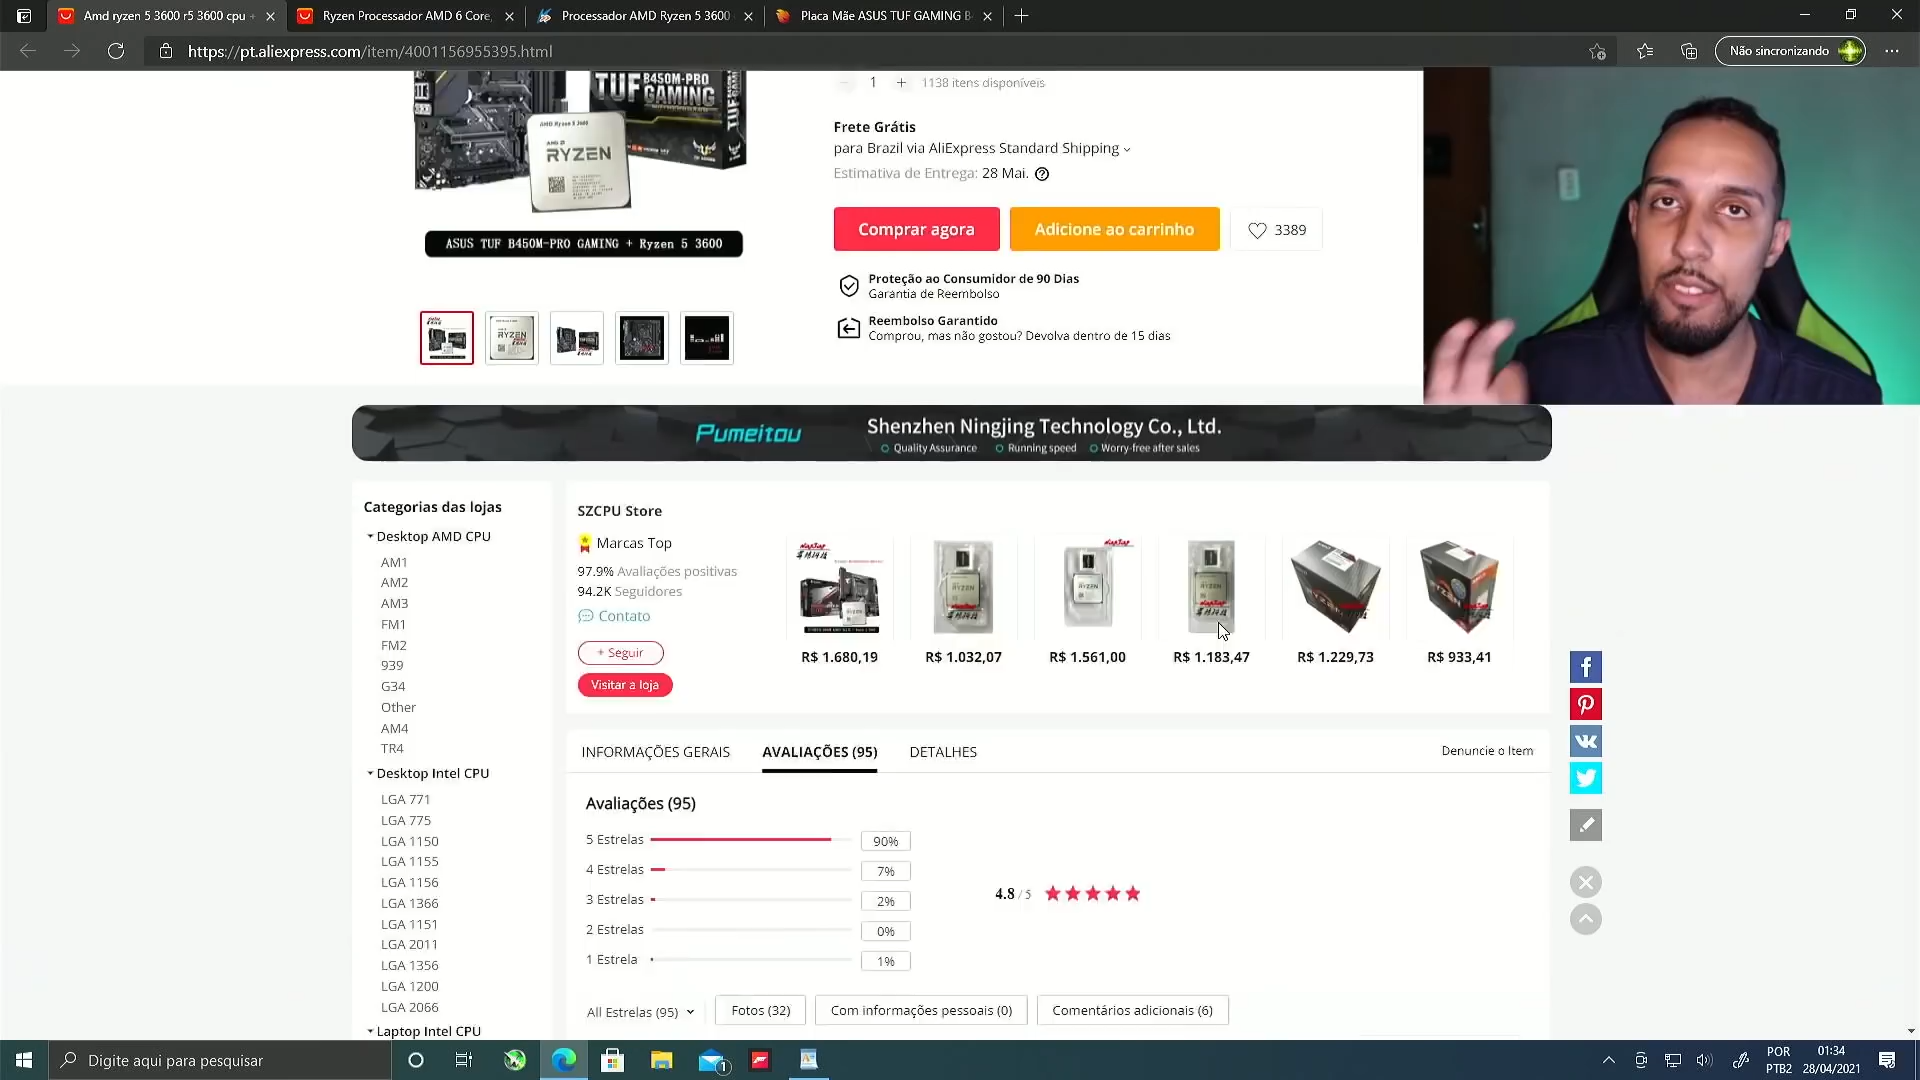 Amd ryzen 5 3600 r5 3600 cpu +
Ryzen Processador AMD 6 Core,
Processador AMD Ryzen 5 3600
Placa Mãe ASUS TUF GAMING B
https://pt.aliexpress.com/item/4001156955395.html
Não sincronizando
TUF B450M-PRO GAMING
AMD Ryzen 5 3600
AMD
RYZEN
ASUS TUF B450M-PRO GAMING + Ryzen 5 3600
1
1138 itens disponíveis
Frete Grátis
para Brazil via AliExpress Standard Shipping
Estimativa de Entrega: 28 Mai.
Comprar agora
Adicione ao carrinho
3389
Proteção ao Consumidor de 90 Dias
Garantia de Reembolso
Reembolso Garantido
Comprou, mas não gostou? Devolva dentro de 15 dias
Pumeitou
Shenzhen Ningjing Technology Co., Ltd.
Quality Assurance Running speed Worry-free after sales
Categorias das lojas
Desktop AMD CPU
AM1
AM2
AM3
FM1
FM2
939
G34
Other
AM4
TR4
Desktop Intel CPU
LGA 771
LGA 775
LGA 1150
LGA 1155
LGA 1156
LGA 1366
LGA 1151
LGA 2011
LGA 1356
LGA 1200
LGA 2066
Laptop Intel CPU
SZCPU Store
Marcas Top
97.9% Avaliações positivas
94.2K Seguidores
Contato
+ Seguir
Visitar a loja
R$ 1.680,19
R$ 1.032,07
R$ 1.561,00
R$ 1.183,47
R$ 1.229,73
R$ 933,41
INFORMAÇÕES GERAIS
AVALIAÇÕES (95)
DETALHES
Denuncie o Item
Avaliações (95)
5 Estrelas 90%
4 Estrelas 7%
3 Estrelas 2%
2 Estrelas 0%
1 Estrela 1%
4.8 / 5
All Estrelas (95)
Fotos (32)
Com informações pessoais (0)
Comentários adicionais (6)
Digite aqui para pesquisar
1
POR
PTB2
01:34
28/04/2021